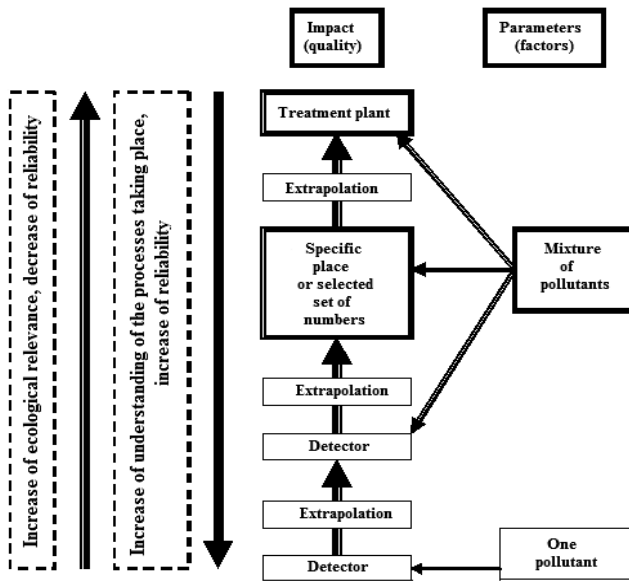 Impact
(quality)
Parameters
(factors)
Increase of ecological relevance, decrease of reliability
Increase of understanding of the processes taking place,
increase of reliability
Treatment plant
Extrapolation
Specific
place
or selected
set of
numbers
Mixture
of
pollutants
Extrapolation
Detector
Extrapolation
Detector
One
pollutant